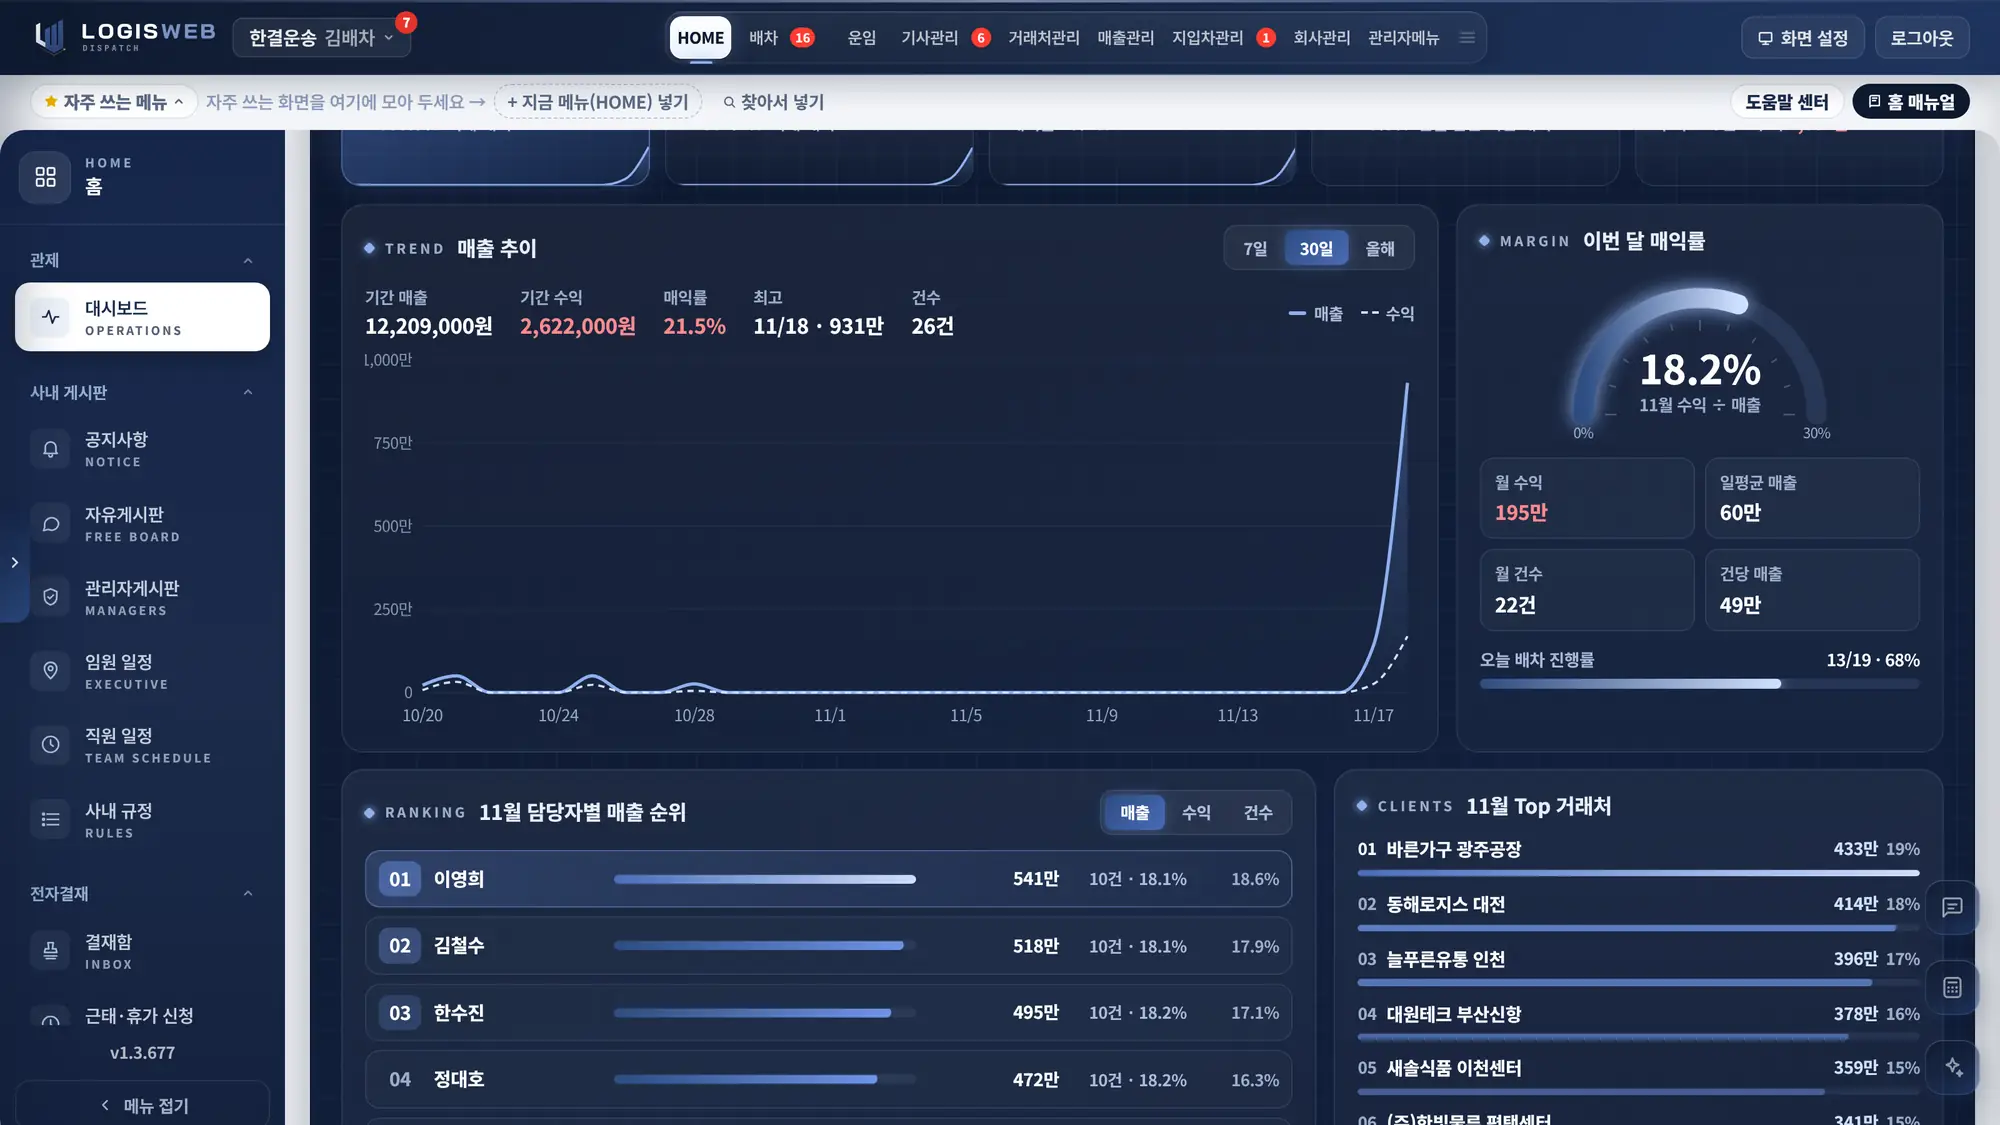 LOGISWEB
DISPATCH
한결운송 김배차
7
HOME
배차 16
운임
기사관리 6
거래처관리
매출관리
지입차관리 1
회사관리
관리자메뉴
화면 설정
로그아웃
자주 쓰는 메뉴
자주 쓰는 화면을 여기에 모아 두세요 →
+ 지금 메뉴(HOME) 넣기
찾아서 넣기
도움말 센터
홈 매뉴얼
HOME
홈
관제
대시보드
OPERATIONS
사내 게시판
공지사항
NOTICE
자유게시판
FREE BOARD
관리자게시판
MANAGERS
임원 일정
EXECUTIVE
직원 일정
TEAM SCHEDULE
사내 규정
RULES
전자결재
결재함
INBOX
근태·휴가 신청
v1.3.677
메뉴 접기
TREND 매출 추이
7일 30일 올해
기간 매출
12,209,000원
기간 수익
2,622,000원
매익률
21.5%
최고
11/18 · 931만
건수
26건
매출 수익
1,000만
750만
500만
250만
0
10/20 10/24 10/28 11/1 11/5 11/9 11/13 11/17
MARGIN 이번 달 매익률
18.2%
11월 수익 ÷ 매출
0% 30%
월 수익
195만
일평균 매출
60만
월 건수
22건
건당 매출
49만
오늘 배차 진행률 13/19 · 68%
RANKING 11월 담당자별 매출 순위
매출 수익 건수
01 이영희 541만 10건 · 18.1% 18.6%
02 김철수 518만 10건 · 18.1% 17.9%
03 한수진 495만 10건 · 18.2% 17.1%
04 정대호 472만 10건 · 18.2% 16.3%
CLIENTS 11월 Top 거래처
01 바른가구 광주공장 433만 19%
02 동해로지스 대전 414만 18%
03 늘푸른유통 인천 396만 17%
04 대원테크 부산신항 378만 16%
05 새솔식품 이천센터 359만 15%
06 (주)한빛물류 평택센터 341만 15%